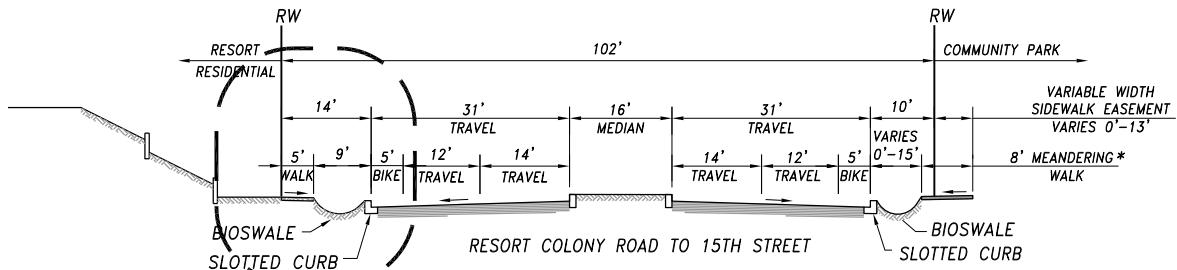 RW
RW
RESORT
RESIDENTIAL
102'
COMMUNITY PARK
14'
31'
TRAVEL
16'
MEDIAN
31'
TRAVEL
10'
VARIES
0'-15'
VARIABLE WIDTH
SIDEWALK EASEMENT
VARIES 0'-13'
5'
WALK
9'
5'
BIKE
12'
TRAVEL
14'
TRAVEL
14'
TRAVEL
12'
TRAVEL
5'
BIKE
8' MEANDERING*
WALK
BIOSWALE
SLOTTED CURB
RESORT COLONY ROAD TO 15TH STREET
BIOSWALE
SLOTTED CURB